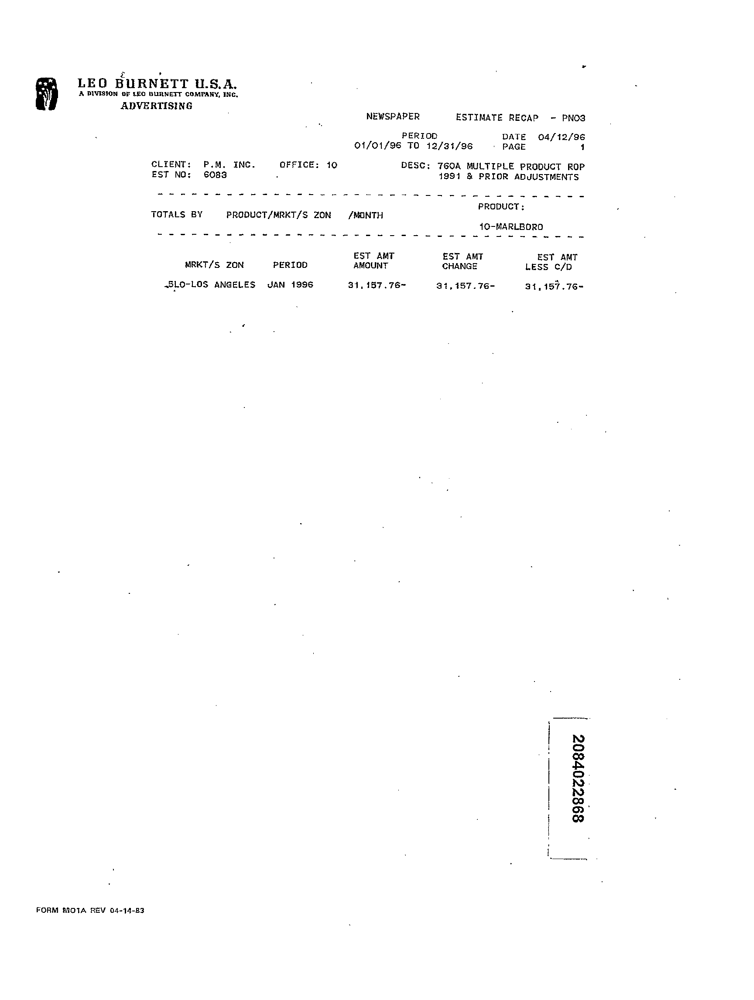 LEO BURNETT U.S.A.
A DIVISION OF LEO BURNETT COMPANY, INC.
ADVERTISING
NEWSPAPER ESTIMATE RECAP - PNO3
PERIOD DATE 04/12/96
01/01/96 TO 12/31/96 PAGE 1
CLIENT: P.M. INC. OFFICE: 10 DESC: 760A MULTIPLE PRODUCT ROP
EST NO: 6083 1991 & PRIOR ADJUSTMENTS
PRODUCT:
TOTALS BY PRODUCT/MRKT/S ZON /MONTH
10-MARLBORO
EST AMT EST AMT EST AMT
MRKT/S ZON PERIOD AMOUNT CHANGE LESS C/D
SLO-LOS ANGELES JAN 1996 31,157.76- 31,157.76- 31,157.76-
2084022868
FORM MO1A REV 04-14-83